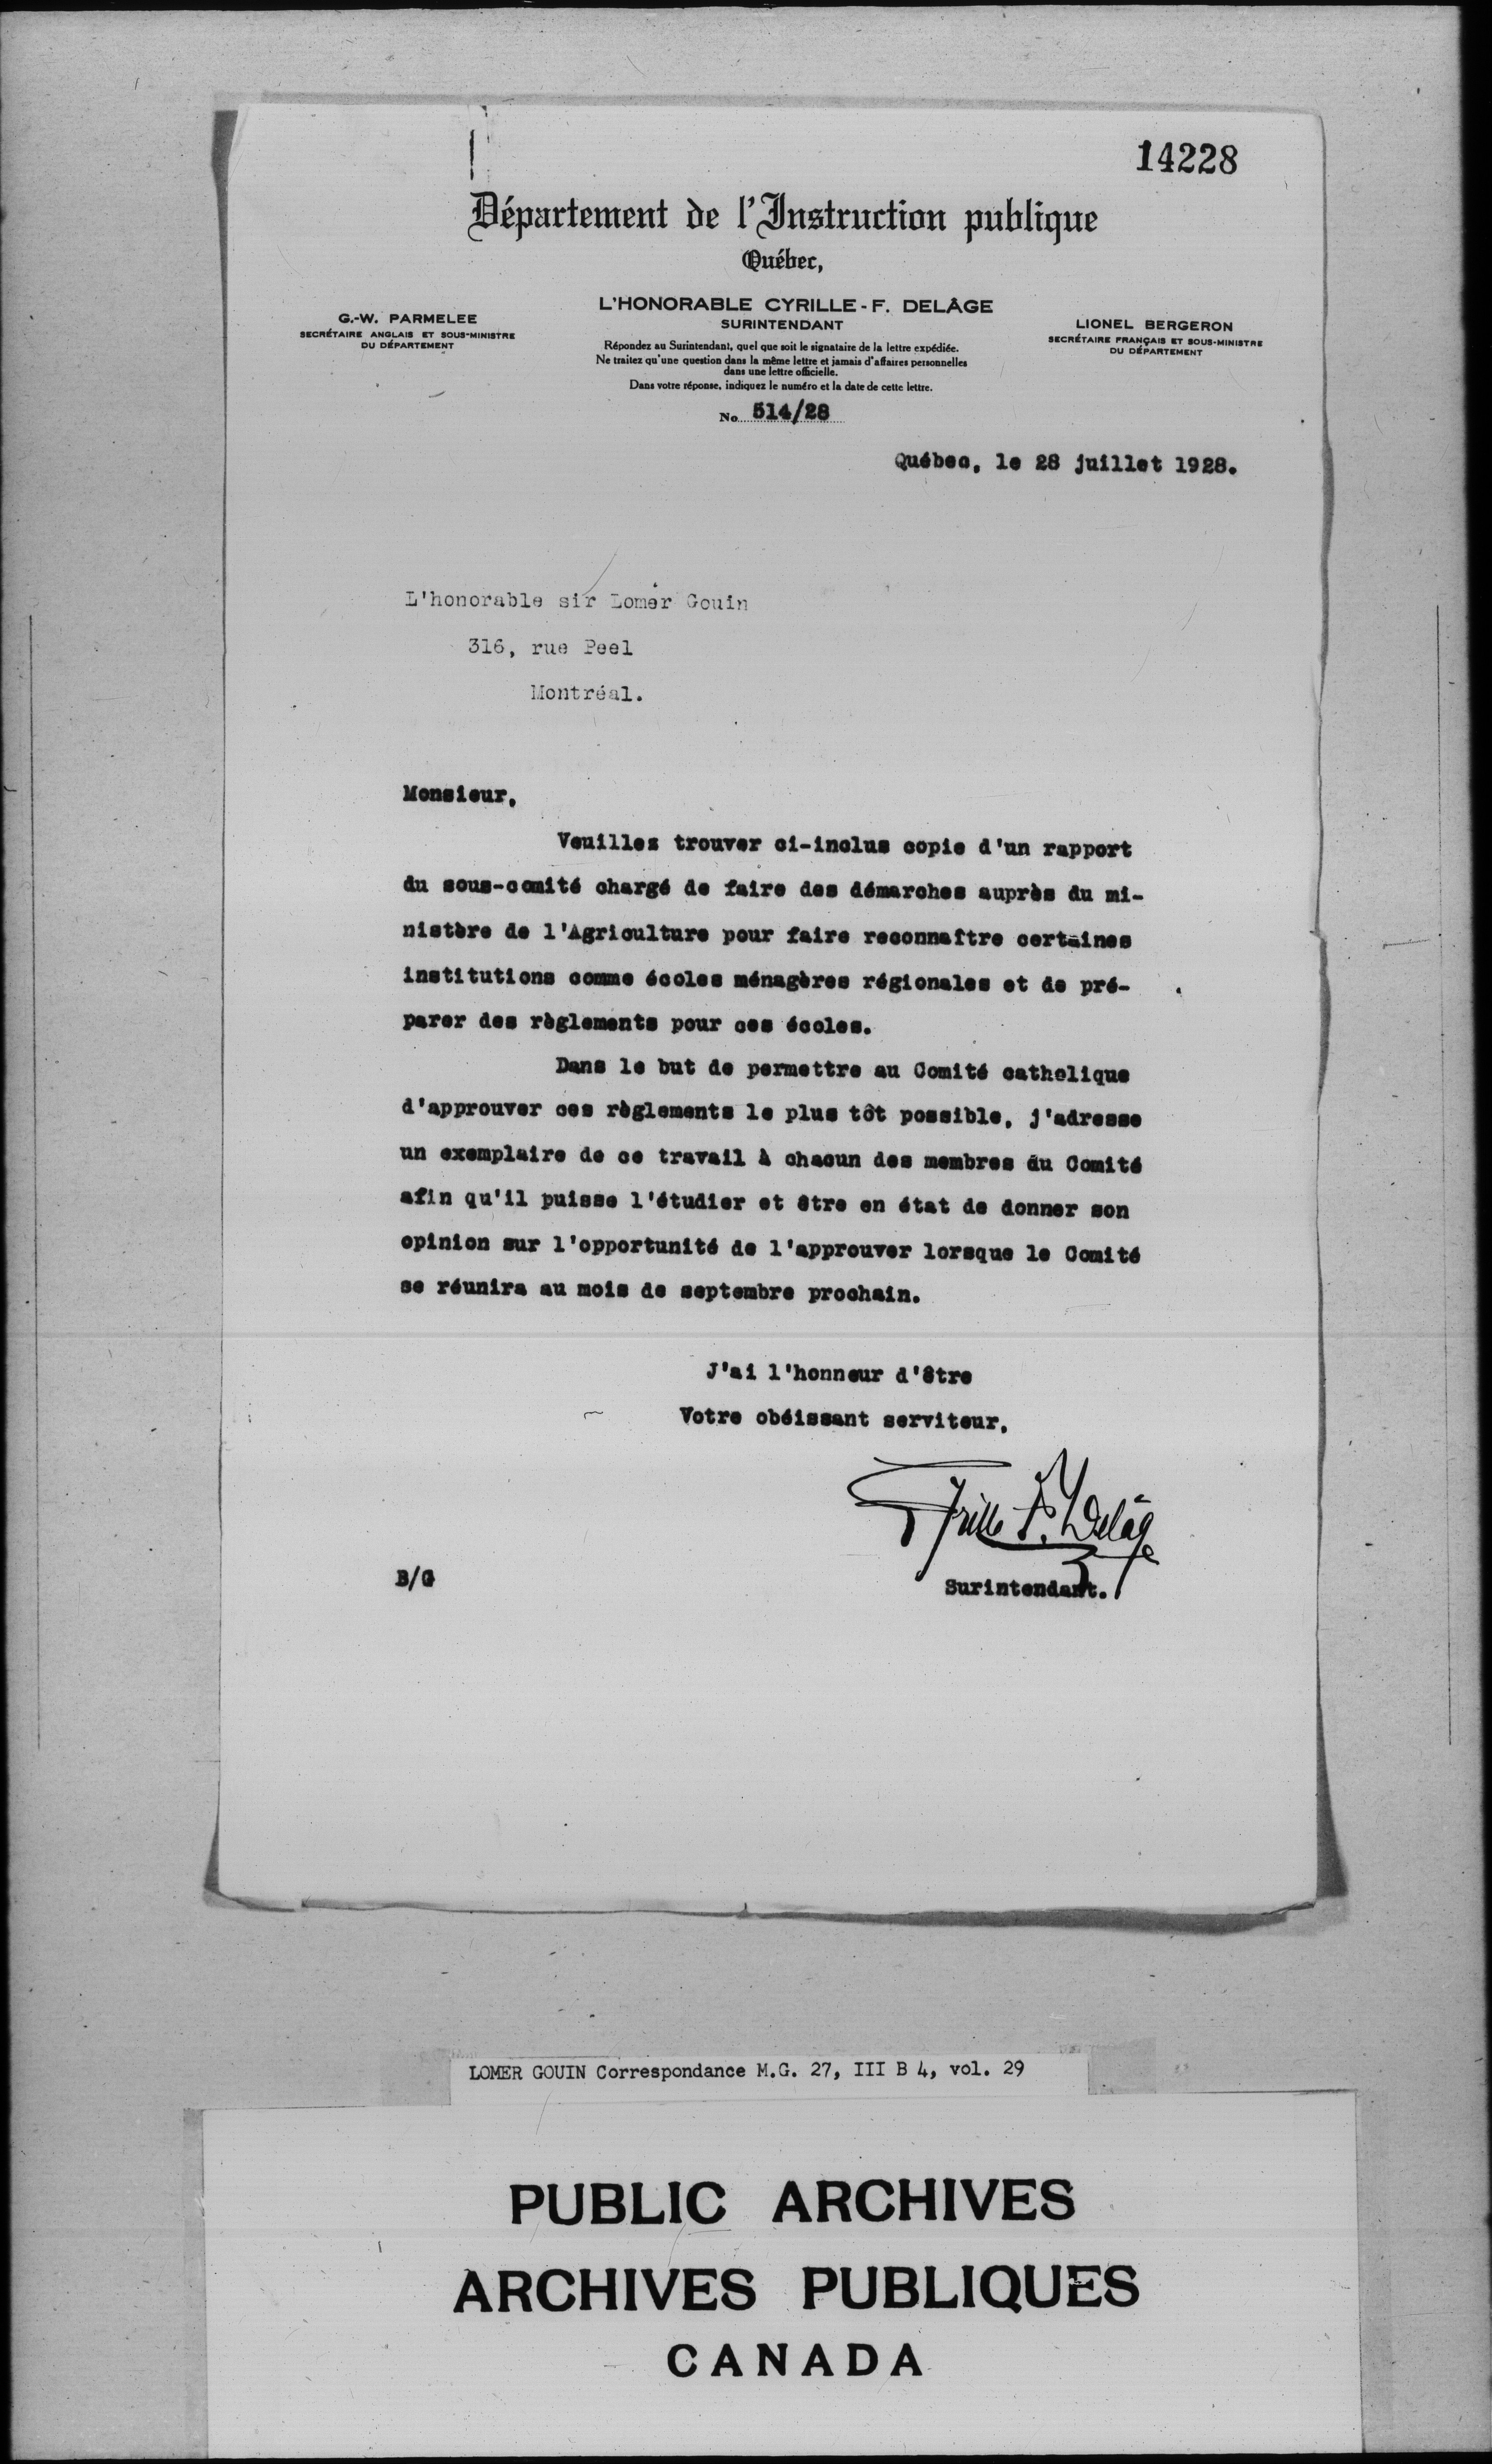 14228
Département de l'Instruction publique
Québec,
G.-W. PARMELEE
SECRÉTAIRE ANGLAIS ET SOUS-MINISTRE
DU DÉPARTEMENT
L'HONORABLE CYRILLE-F. DELÂGE
SURINTENDANT
Répondez au Surintendant, quel que soit le signataire de la lettre expédiée.
Ne traitez qu'une question dans la même lettre et jamais d'affaires personnelles
dans une lettre officielle.
Dans votre réponse, indiquez le numéro et la date de cette lettre.
LIONEL BERGERON
SECRÉTAIRE FRANÇAIS ET SOUS-MINISTRE
DU DÉPARTEMENT
No 514/28
Québec, le 28 juillet 1928.
L'honorable sir Lomer Gouin
316, rue Peel
Montréal.
Monsieur,
Veuillez trouver ci-inclus copie d'un rapport
du sous-comité chargé de faire des démarches auprès du mi-
nistère de l'Agriculture pour faire reconnaître certaines
institutions comme écoles ménagères régionales et de pré-
parer des règlements pour ces écoles.
Dans le but de permettre au Comité catholique
d'approuver ces règlements le plus tôt possible, j'adresse
un exemplaire de ce travail à chacun des membres du Comité
afin qu'il puisse l'étudier et être en état de donner son
opinion sur l'opportunité de l'approuver lorsque le Comité
se réunira au mois de septembre prochain.
J'ai l'honneur d'être
Votre obéissant serviteur,
Cyrille F. Delâge
B/G
Surintendant.
LOMER GOUIN Correspondance M.G. 27, III B 4, vol. 29
PUBLIC ARCHIVES
ARCHIVES PUBLIQUES
CANADA